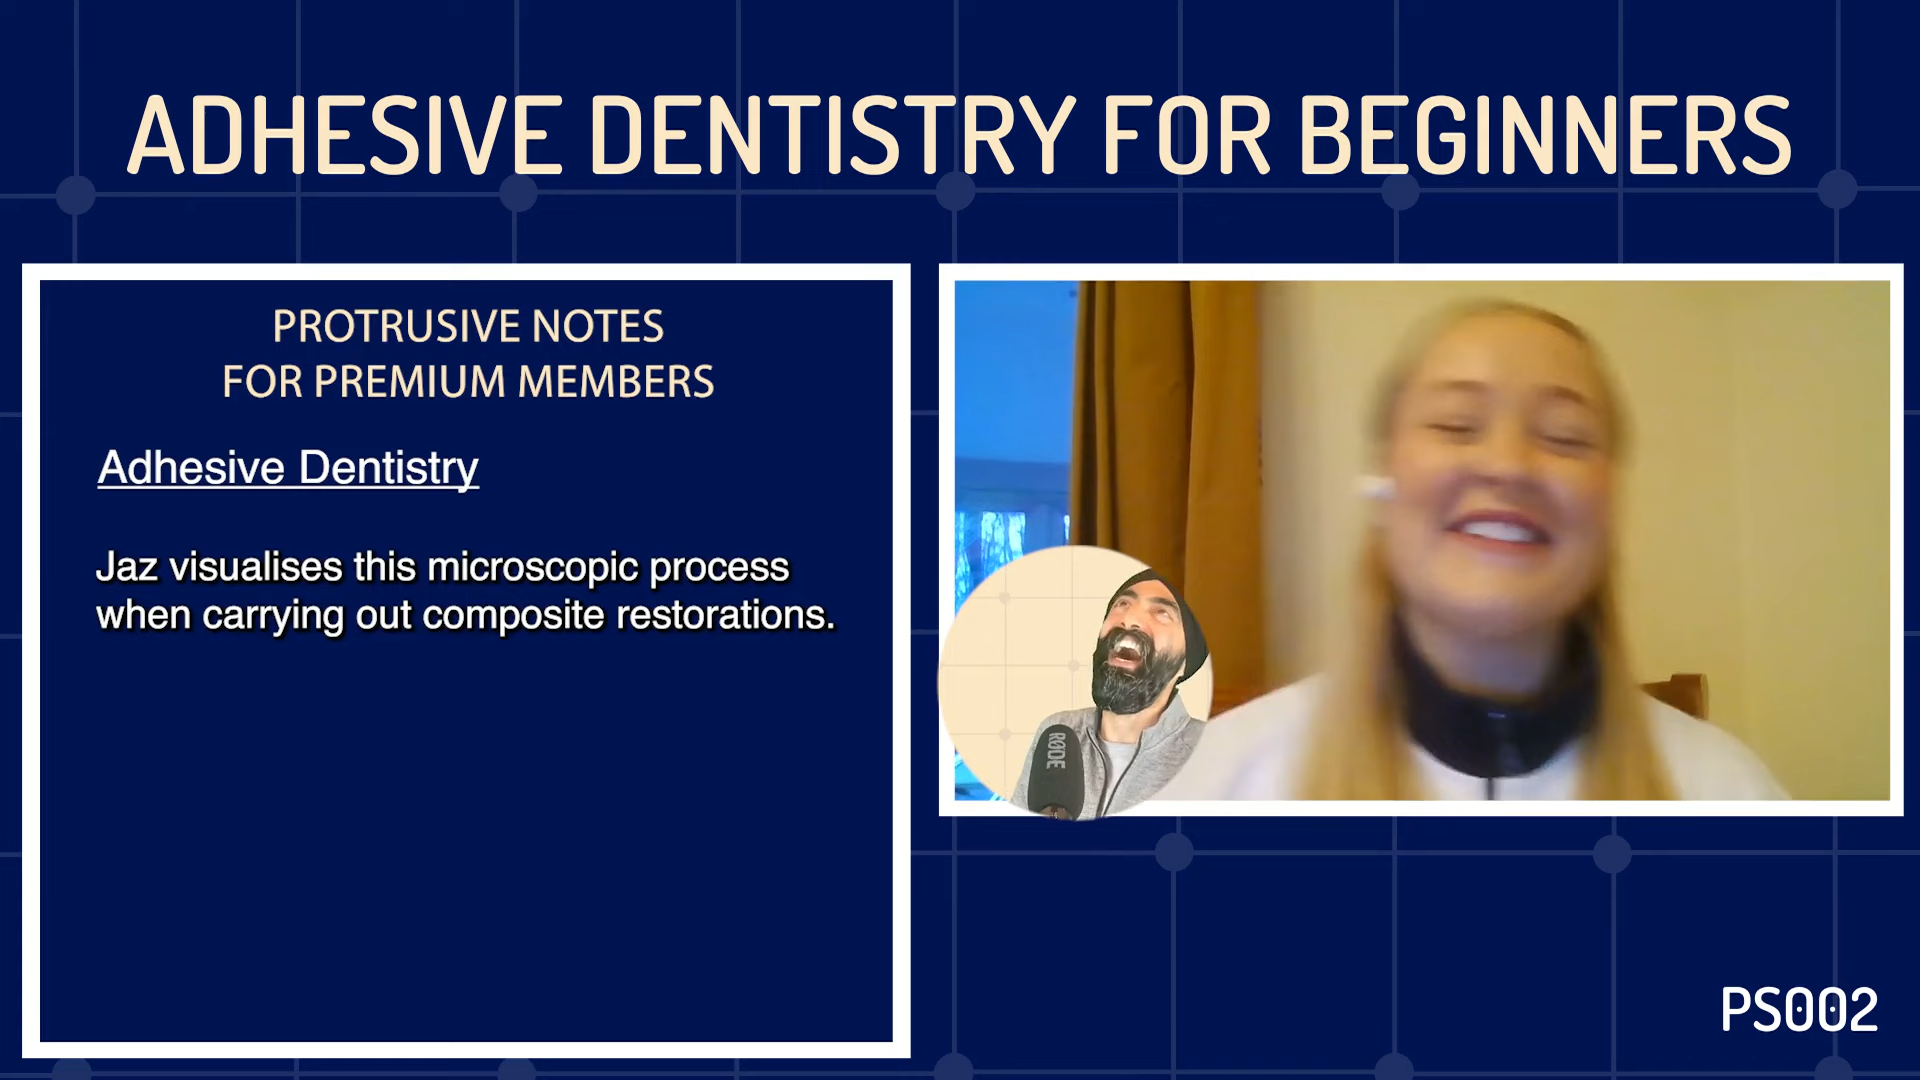 ADHESIVE DENTISTRY FOR BEGINNERS
PROTRUSIVE NOTES
FOR PREMIUM MEMBERS
Adhesive Dentistry
Jaz visualises this microscopic process
when carrying out composite restorations.
RØDE
PS002